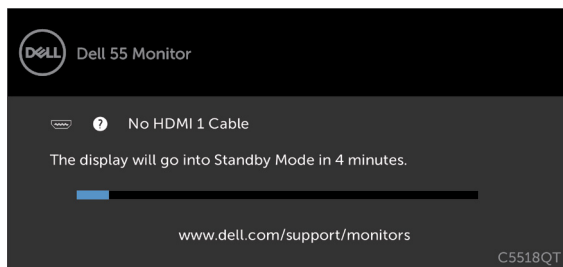 DELL
Dell 55 Monitor
? No HDMI 1 Cable
The display will go into Standby Mode in 4 minutes.
www.dell.com/support/monitors
C5518QT